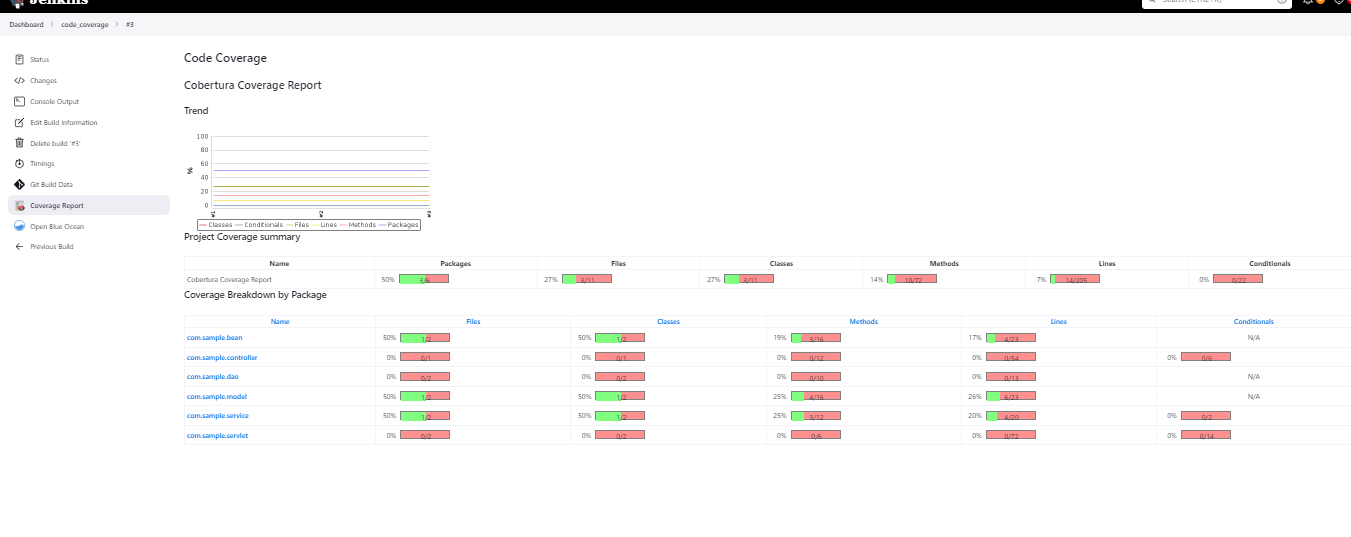 Jenkins
Search (CTRL+K)
Dashboard > code_coverage > #3
Status
Changes
Console Output
Edit Build Information
Delete build '#3'
Timings
Git Build Data
Coverage Report
Open Blue Ocean
Previous Build
Code Coverage
Cobertura Coverage Report
Trend
100
80
60
40
20
0
%
Classes Conditionals Files Lines Methods Packages
Project Coverage summary
Name Packages Files Classes Methods Lines Conditionals
Cobertura Coverage Report 50% 3/6 27% 3/11 27% 3/11 14% 10/72 7% 14/205 0% 0/22
Coverage Breakdown by Package
Name Files Classes Methods Lines Conditionals
com.sample.bean 50% 1/2 50% 1/2 19% 3/16 17% 4/23 N/A
com.sample.controller 0% 0/1 0% 0/1 0% 0/12 0% 0/54 0% 0/6
com.sample.dao 0% 0/2 0% 0/2 0% 0/10 0% 0/13 N/A
com.sample.model 50% 1/2 50% 1/2 25% 4/16 26% 6/23 N/A
com.sample.service 50% 1/2 50% 1/2 25% 3/12 20% 4/20 0% 0/2
com.sample.servlet 0% 0/2 0% 0/2 0% 0/6 0% 0/72 0% 0/14